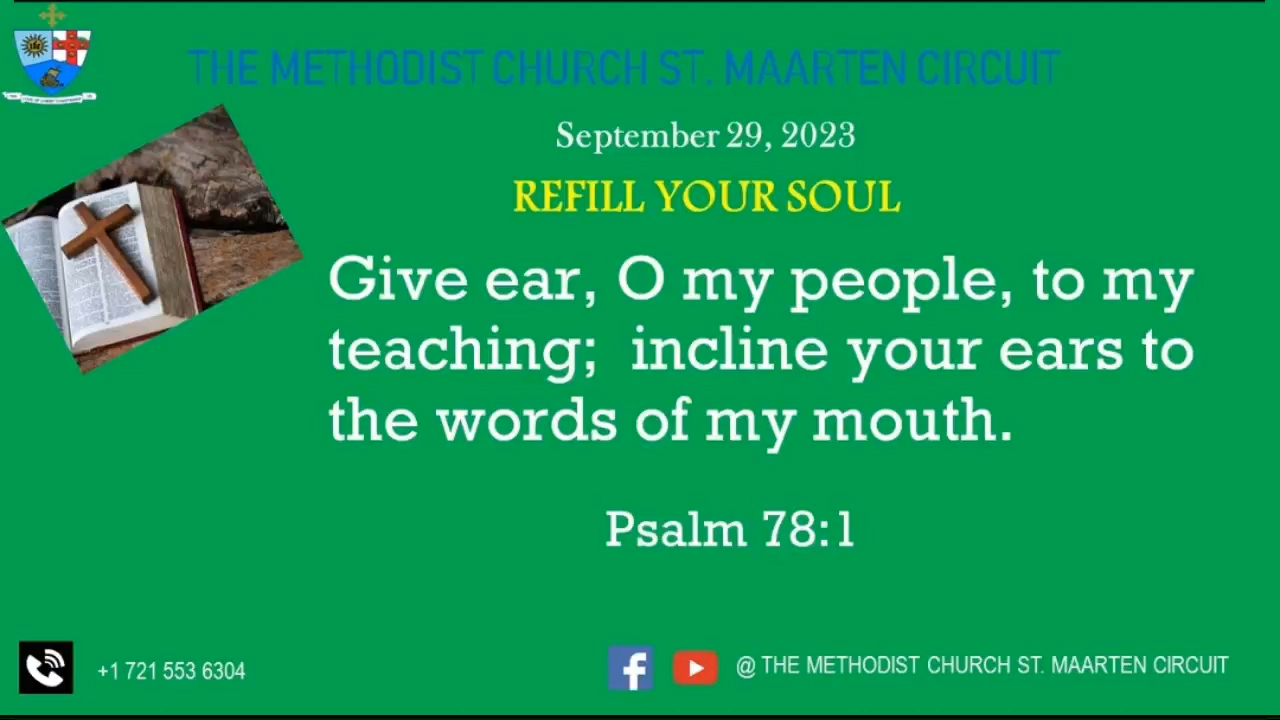 THE METHODIST CHURCH ST. MAARTEN CIRCUIT
September 29, 2023
REFILL YOUR SOUL
Give ear, O my people, to my
teaching; incline your ears to
the words of my mouth.
Psalm 78:1
+1 721 553 6304
@ THE METHODIST CHURCH ST. MAARTEN CIRCUIT